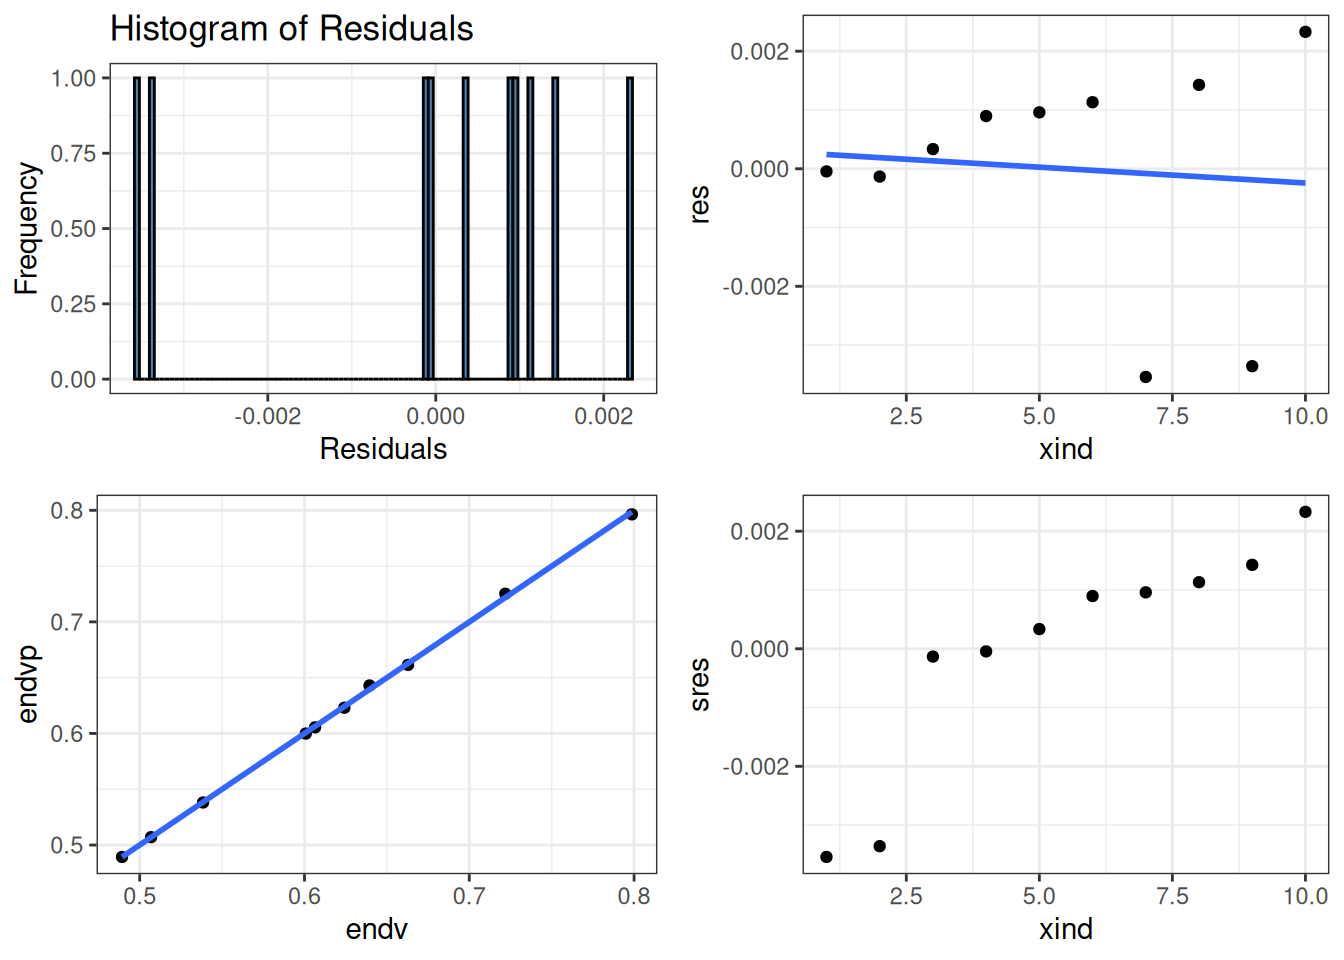 Histogram of Residuals
1.00
0.75
0.50
0.25
0.00
Frequency
-0.002 0.000 0.002
Residuals
0.002
0.000
-0.002
res
2.5 5.0 7.5 10.0
xind
0.8
0.7
0.6
0.5
endvp
0.5 0.6 0.7 0.8
endv
0.002
0.000
-0.002
sres
2.5 5.0 7.5 10.0
xind